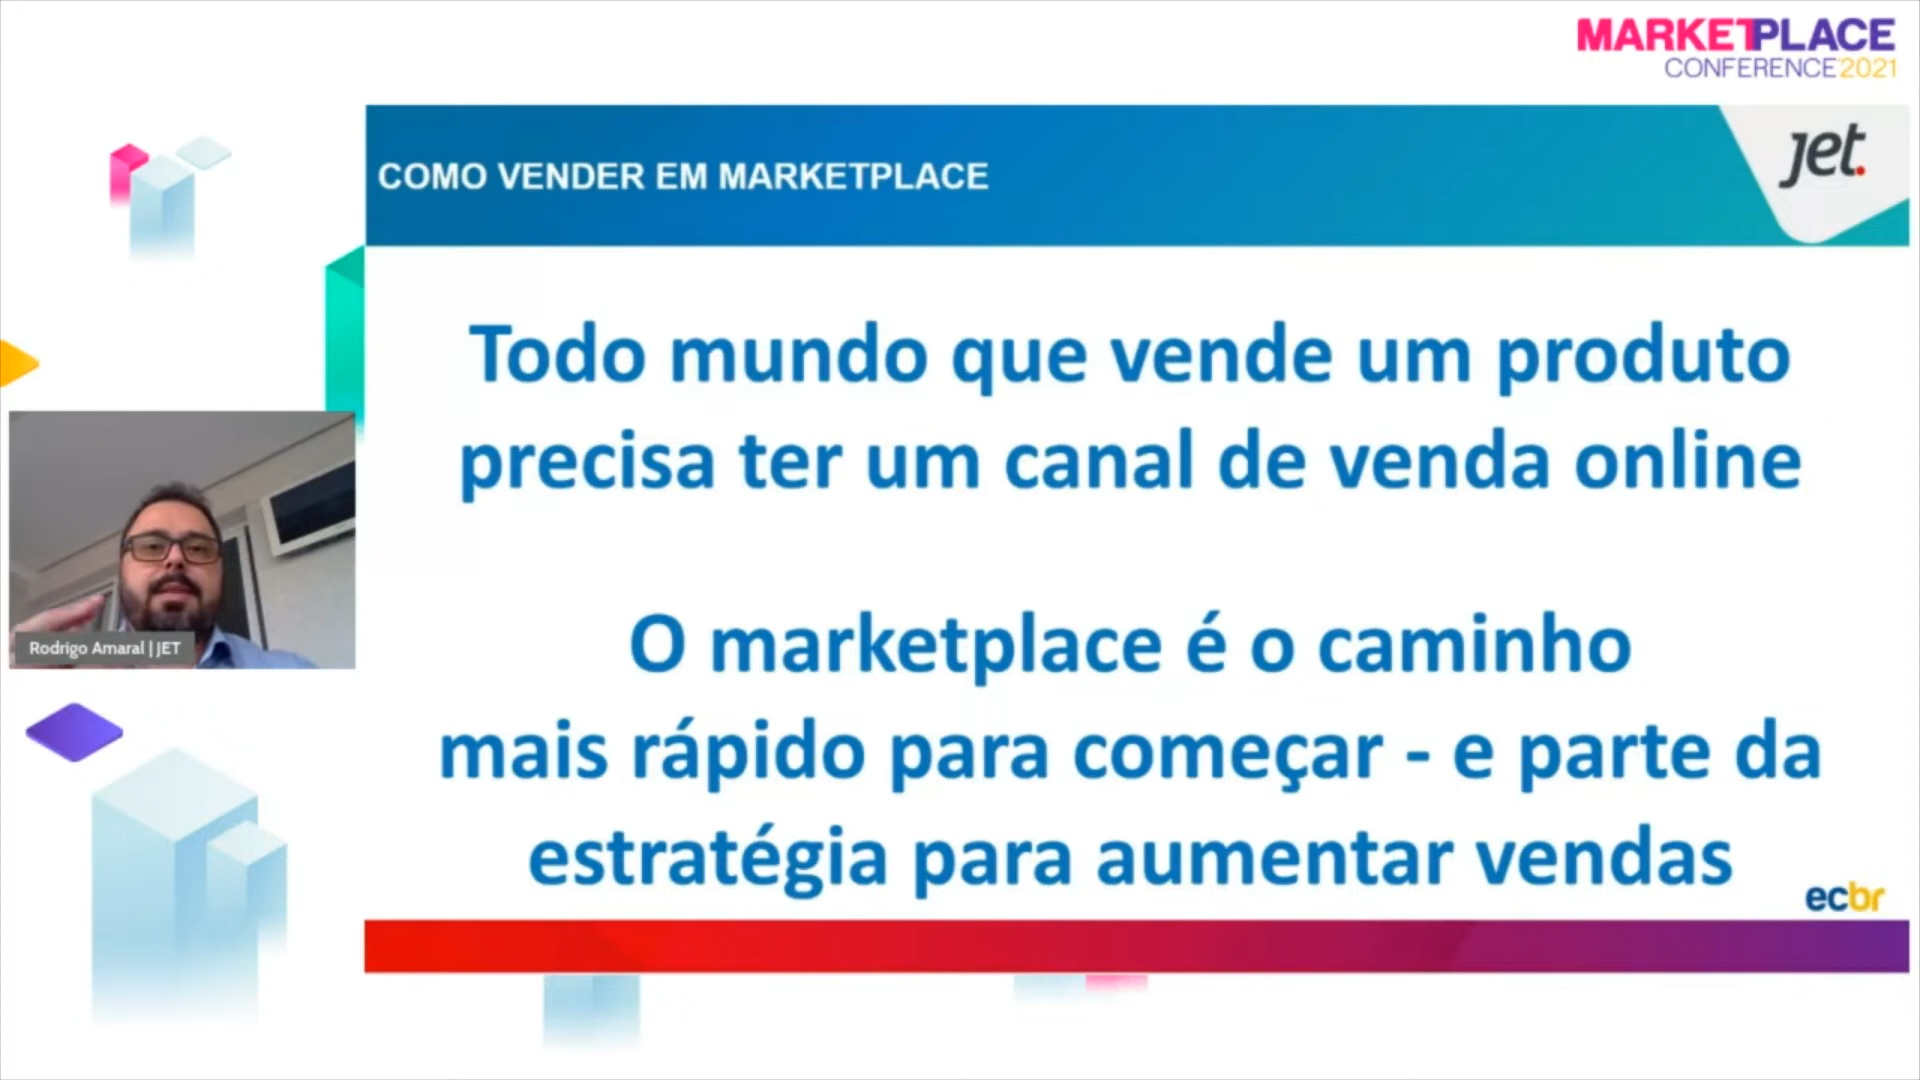 MARKETPLACE
CONFERENCE2021
COMO VENDER EM MARKETPLACE
jet.
Todo mundo que vende um produto
precisa ter um canal de venda online
O marketplace é o caminho
mais rápido para começar - e parte da
estratégia para aumentar vendas
Rodrigo Amaral | JET
ecbr